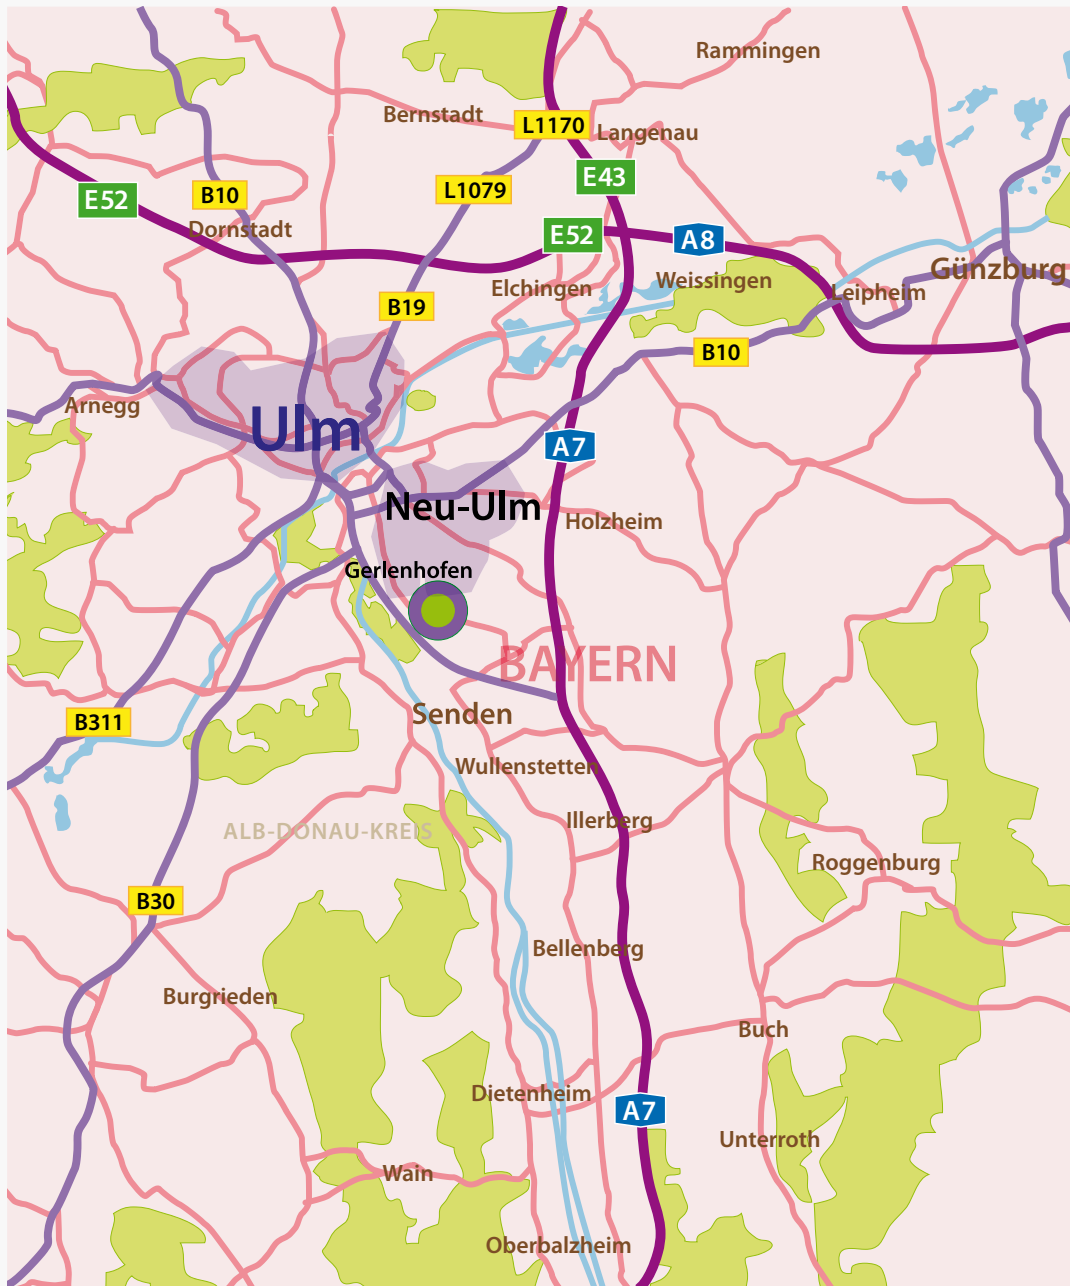 Rammingen
Bernstadt
L1170
Langenau
E43
L1079
B10
E52
Dornstadt
E52
A8
Günzburg
Weissingen
Elchingen
Leipheim
B19
B10
Arnegg
Ulm
A7
Neu-Ulm
Holzheim
Gerlenhofen
BAYERN
Senden
B311
Wullenstetten
Illerberg
ALB-DONAU-KREIS
Roggenburg
B30
Bellenberg
Burgrieden
Buch
Dietenheim
A7
Unterroth
Wain
Oberbalzheim